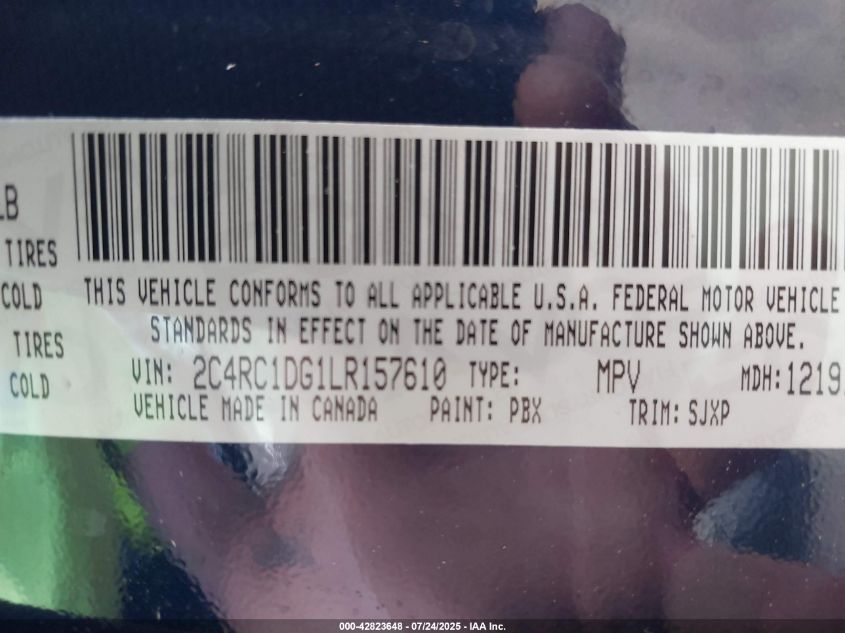 LB
TIRES
COLD
TIRES
COLD
THIS VEHICLE CONFORMS TO ALL APPLICABLE U.S.A. FEDERAL MOTOR VEHICLE
STANDARDS IN EFFECT ON THE DATE OF MANUFACTURE SHOWN ABOVE.
VIN: 2C4RC1DG1LR157610 TYPE: MPV MDH: 1219
VEHICLE MADE IN CANADA PAINT: PBX TRIM: SJXP
000-42823648 - 07/24/2025 - IAA Inc.